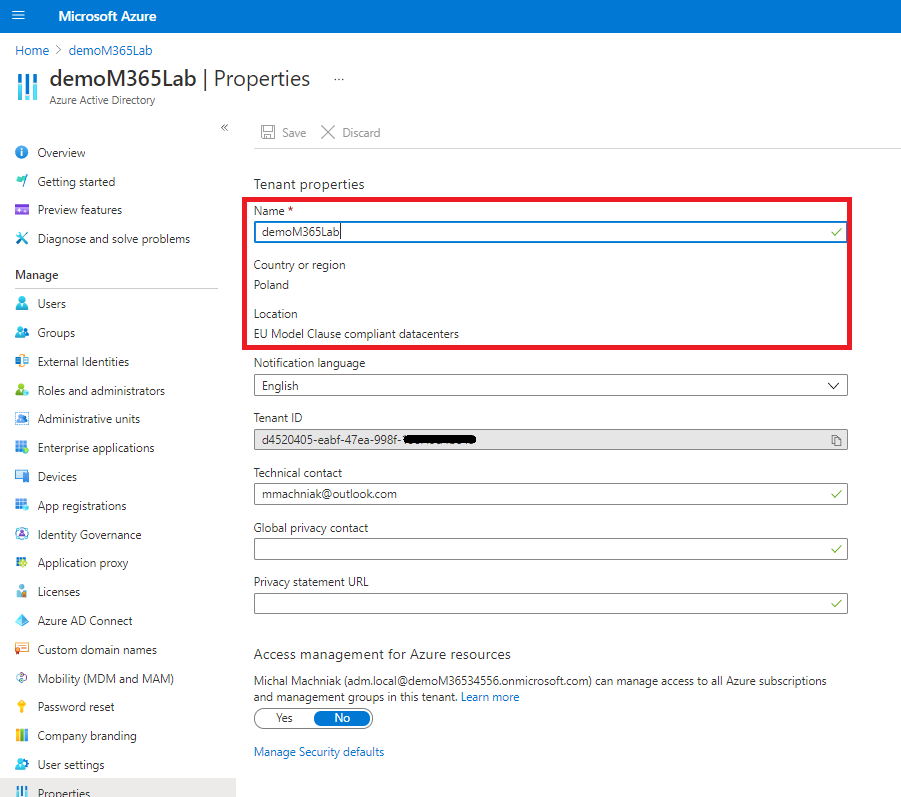 Microsoft Azure
Home > demoM365Lab
demoM365Lab | Properties ...
Azure Active Directory
«
Save Discard
Overview
Getting started
Preview features
Diagnose and solve problems
Manage
Users
Groups
External Identities
Roles and administrators
Administrative units
Enterprise applications
Devices
App registrations
Identity Governance
Application proxy
Licenses
Azure AD Connect
Custom domain names
Mobility (MDM and MAM)
Password reset
Company branding
User settings
Properties
Tenant properties
Name *
demoM365Lab
Country or region
Poland
Location
EU Model Clause compliant datacenters
Notification language
English
Tenant ID
d4520405-eabf-47ea-998f-
Technical contact
mmachniak@outlook.com
Global privacy contact
Privacy statement URL
Access management for Azure resources
Michal Machniak (adm.local@demoM36534556.onmicrosoft.com) can manage access to all Azure subscriptions
and management groups in this tenant. Learn more
Yes No
Manage Security defaults